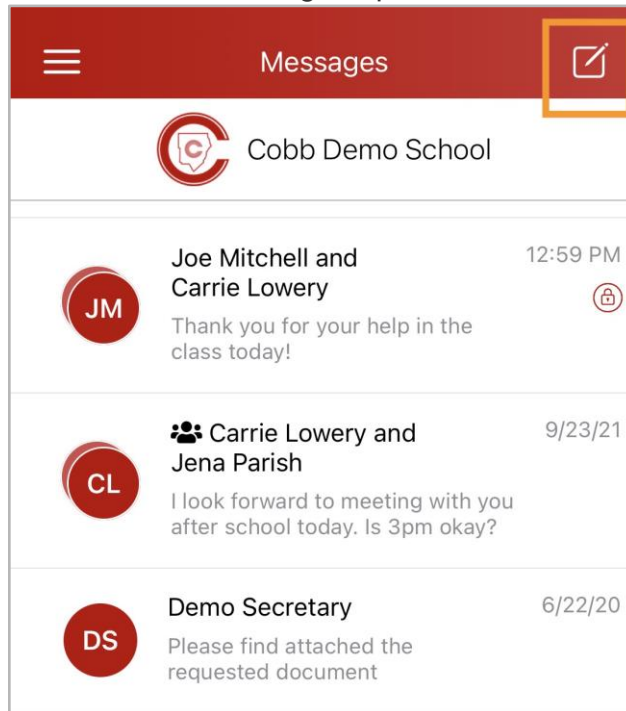 Messages
C
Cobb Demo School
Joe Mitchell and
Carrie Lowery
12:59 PM
JM
Thank you for your help in the
class today!
Carrie Lowery and
Jena Parish
9/23/21
CL
I look forward to meeting with you
after school today. Is 3pm okay?
Demo Secretary
6/22/20
DS
Please find attached the
requested document